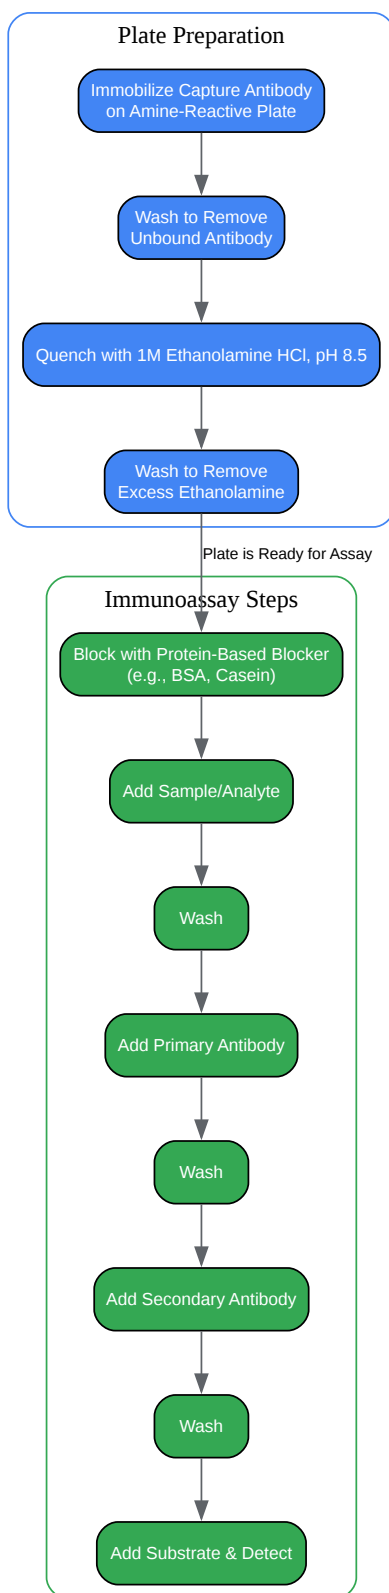 Plate Preparation
Immobilize Capture Antibody
on Amine-Reactive Plate
Wash to Remove
Unbound Antibody
Quench with 1M Ethanolamine HCl, pH 8.5
Wash to Remove
Excess Ethanolamine
Plate is Ready for Assay
Immunoassay Steps
Block with Protein-Based Blocker
(e.g., BSA, Casein)
Add Sample/Analyte
Wash
Add Primary Antibody
Wash
Add Secondary Antibody
Wash
Add Substrate & Detect